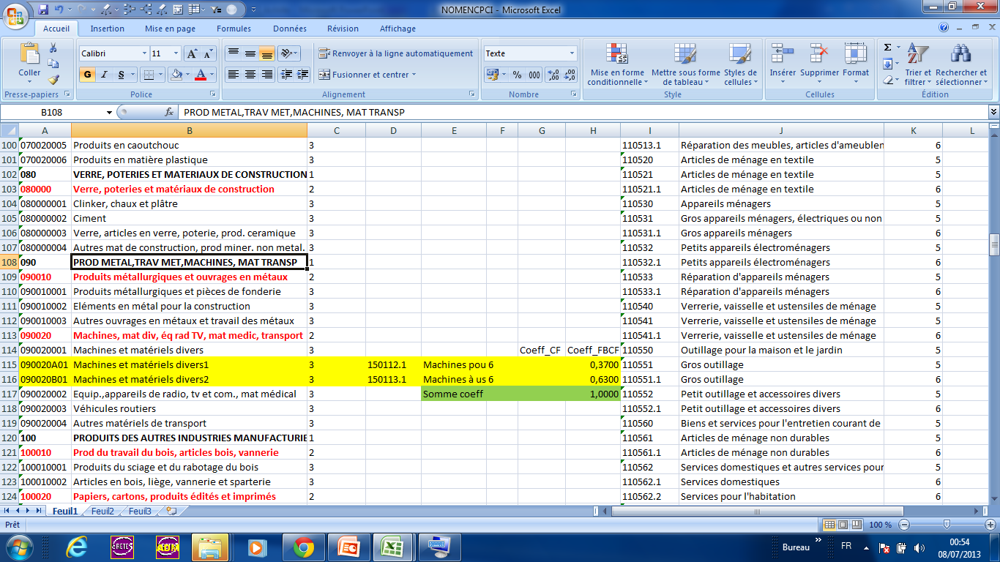 NOMENCPCI - Microsoft Excel
Accueil Insertion Mise en page Formules Données Révision Affichage
Coller
Calibri 11
Renvoyer à la ligne automatiquement
Texte
G I S
Fusionner et centrer
% 000
Mise en forme conditionnelle
Mettre sous forme de tableau
Styles de cellules
Insérer Supprimer Format
Trier et filtrer
Rechercher et sélectionner
Presse-papiers Police Alignement Nombre Style Cellules Édition
B108 fx PROD METAL,TRAV MET,MACHINES, MAT TRANSP
A B C D E F G H I J K L
100 070020005 Produits en caoutchouc 3 110513.1 Réparation des meubles, articles d'ameublem 6
101 070020006 Produits en matière plastique 3 110520 Articles de ménage en textile 5
102 080 VERRE, POTERIES ET MATERIAUX DE CONSTRUCTION 1 110521 Articles de ménage en textile 5
103 080000 Verre, poteries et matériaux de construction 2 110521.1 Articles de ménage en textile 6
104 080000001 Clinker, chaux et plâtre 3 110530 Appareils ménagers 5
105 080000002 Ciment 3 110531 Gros appareils ménagers, électriques ou non 5
106 080000003 Verre, articles en verre, poterie, prod. ceramique 3 110531.1 Gros appareils ménagers 6
107 080000004 Autres mat de construction, prod miner. non metal. 3 110532 Petits appareils électroménagers 5
108 090 PROD METAL,TRAV MET,MACHINES, MAT TRANSP 1 110532.1 Petits appareils électroménagers 6
109 090010 Produits métallurgiques et ouvrages en métaux 2 110533 Réparation d'appareils ménagers 5
110 090010001 Produits métallurgiques et pièces de fonderie 3 110533.1 Réparation d'appareils ménagers 6
111 090010002 Eléments en métal pour la construction 3 110540 Verrerie, vaisselle et ustensiles de ménage 5
112 090010003 Autres ouvrages en métaux et travail des métaux 3 110541 Verrerie, vaisselle et ustensiles de ménage 5
113 090020 Machines, mat div, éq rad TV, mat medic, transport 2 110541.1 Verrerie, vaisselle et ustensiles de ménage 6
114 090020001 Machines et matériels divers 3 Coeff_CF Coeff_FBCF 110550 Outillage pour la maison et le jardin 5
115 090020A01 Machines et matériels divers1 3 150112.1 Machines pou 6 0,3700 110551 Gros outillage 5
116 090020B01 Machines et matériels divers2 3 150113.1 Machines à us 6 0,6300 110551.1 Gros outillage 6
117 090020002 Equip.,appareils de radio, tv et com., mat médical 3 Somme coeff 1,0000 110552 Petit outillage et accessoires divers 5
118 090020003 Véhicules routiers 3 110552.1 Petit outillage et accessoires divers 6
119 090020004 Autres matériels de transport 3 110560 Biens et services pour l'entretien courant de 5
120 100 PRODUITS DES AUTRES INDUSTRIES MANUFACTURIE 1 110561 Articles de ménage non durables 5
121 100010 Prod du travail du bois, articles bois, vannerie 2 110561.1 Articles de ménage non durables 6
122 100010001 Produits du sciage et du rabotage du bois 3 110562 Services domestiques et autres services pour 5
123 100010002 Articles en bois, liège, vannerie et sparterie 3 110562.1 Services domestiques 6
124 100020 Papiers, cartons, produits édités et imprimés 2 110562.2 Services pour l'habitation 6
Feuil1 Feuil2 Feuil3
Prêt 100 %
ERETES Bureau FR 00:54
08/07/2013